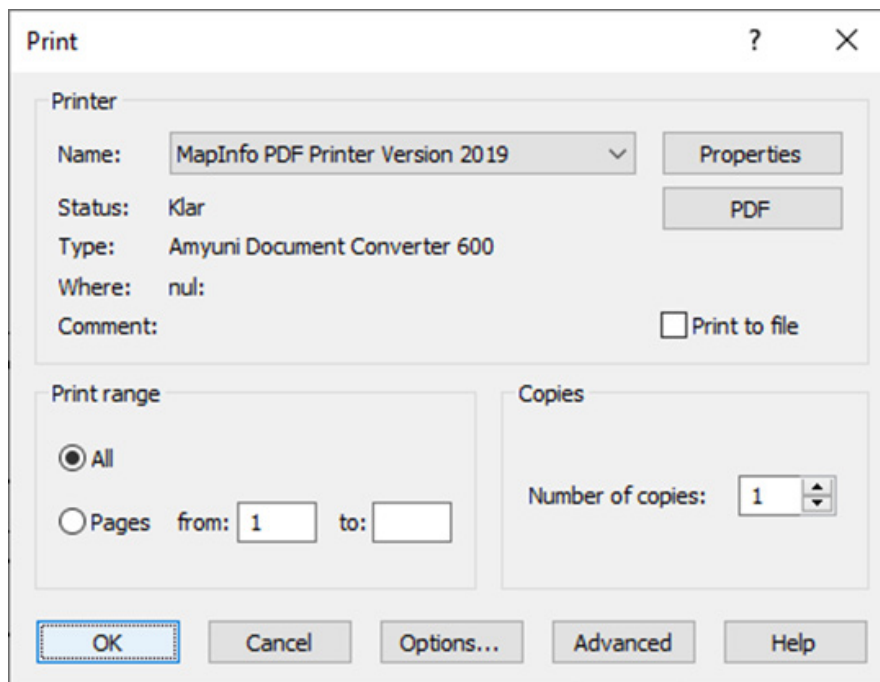 Print
Printer
Name: MapInfo PDF Printer Version 2019 Properties
Status: Klar PDF
Type: Amyuni Document Converter 600
Where: nul:
Comment: Print to file
Print range Copies
All
Number of copies: 1
Pages from: 1 to:
OK Cancel Options... Advanced Help